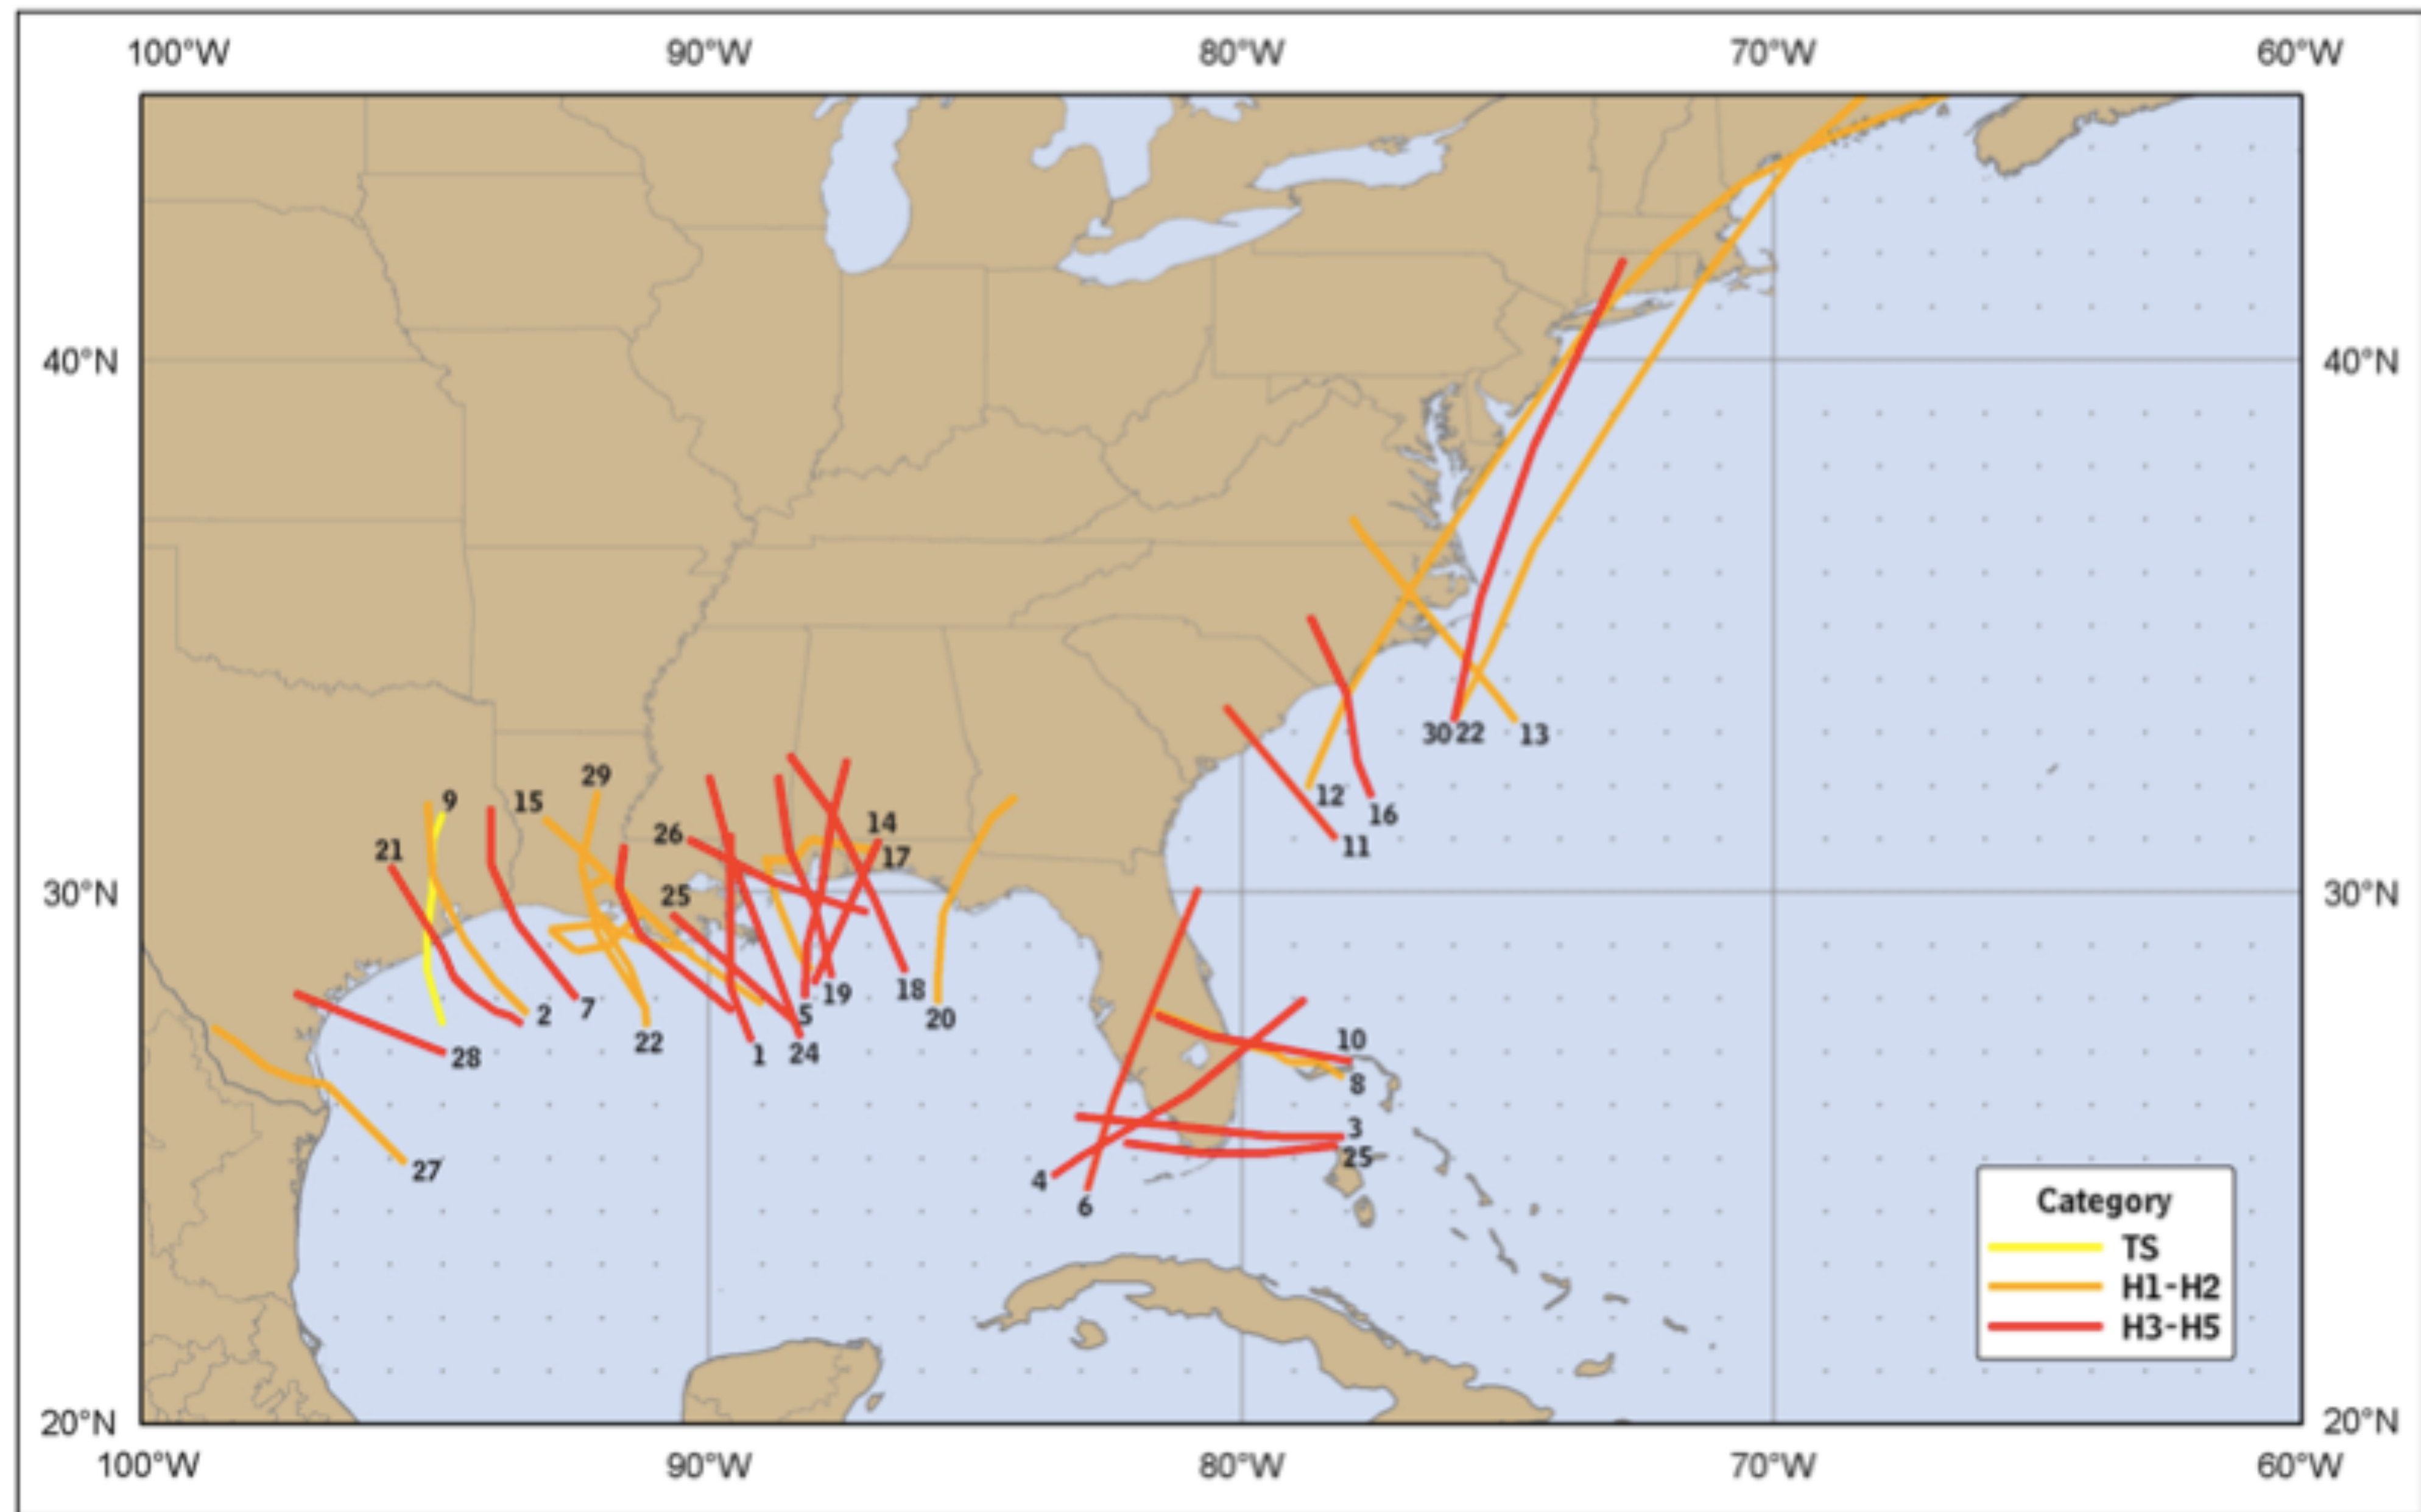 100°W 90°W 80°W 70°W 60°W
40°N 40°N
30 22 13
29
9 15
12
16
26 14
21 17 11
30°N 25 30°N
18
19
2 7 5 20
22 10
28 1 24
8
3
27 25
4
6
Category
TS
H1-H2
H3-H5
20°N 20°N
100°W 90°W 80°W 70°W 60°W